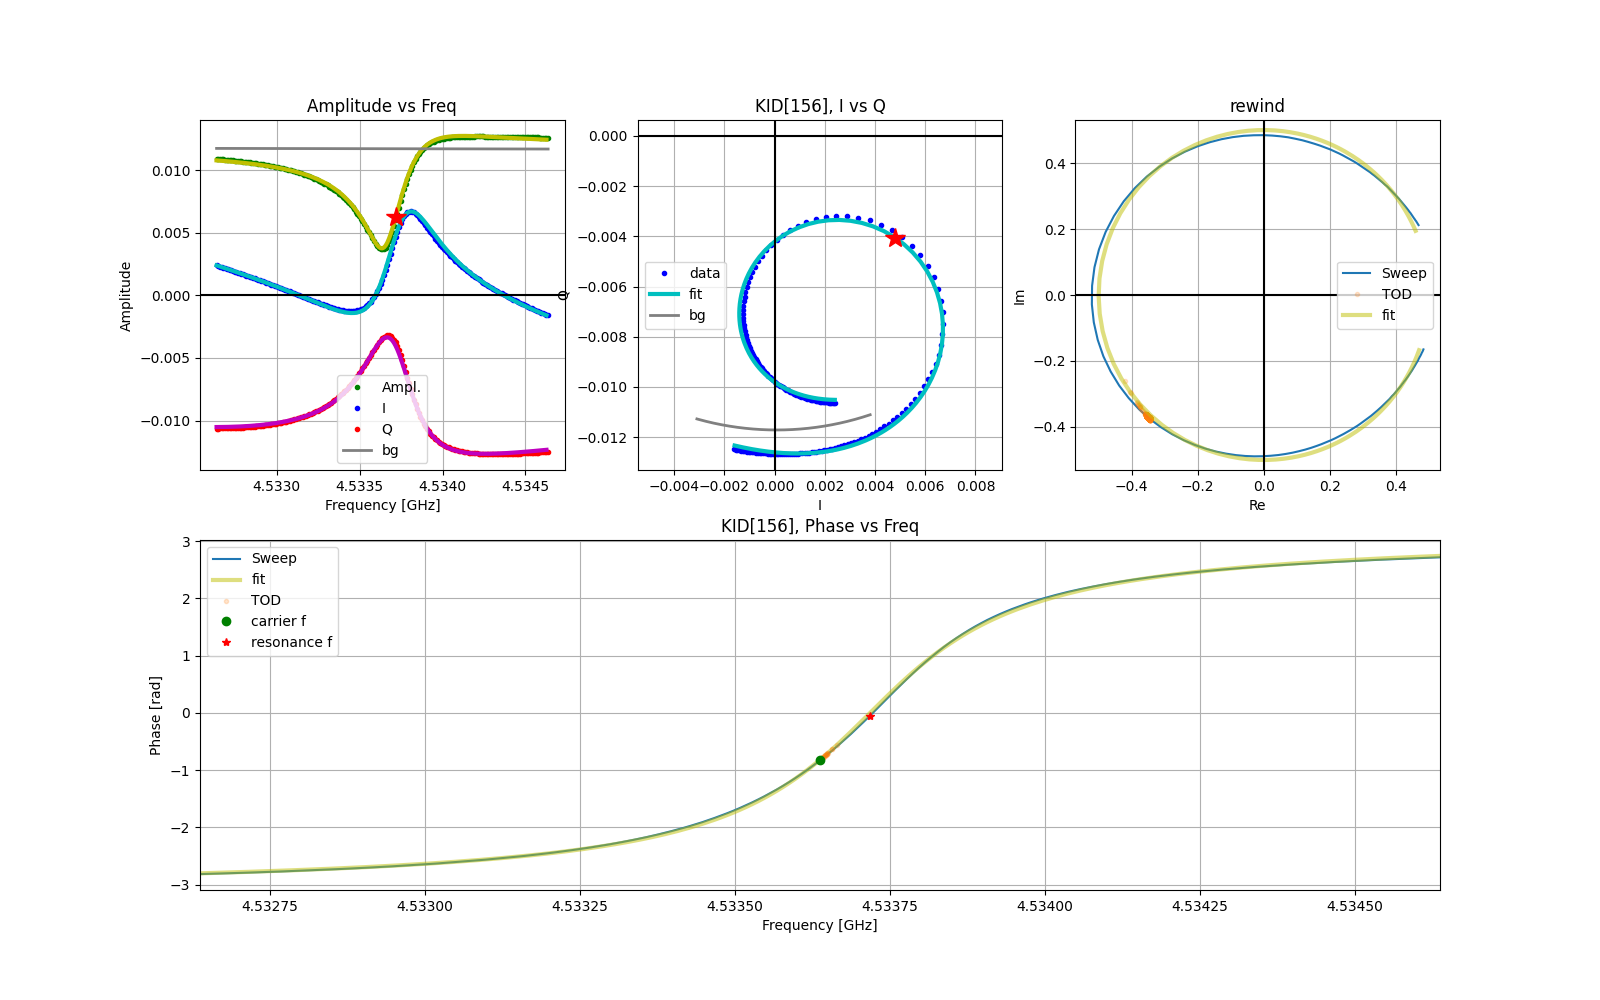 Amplitude vs Freq
Amplitude
0.010
0.005
0.000
−0.005
−0.010
Ampl.
I
Q
bg
4.5330
4.5335
4.5340
4.5345
Frequency [GHz]
KID[156], I vs Q
Q
0.000
−0.002
−0.004
−0.006
−0.008
−0.010
−0.012
data
fit
bg
−0.004
−0.002
0.000
0.002
0.004
0.006
0.008
I
rewind
Im
0.4
0.2
0.0
−0.2
−0.4
Sweep
TOD
fit
−0.4
−0.2
0.0
0.2
0.4
Re
KID[156], Phase vs Freq
Phase [rad]
3
2
1
0
−1
−2
−3
Sweep
fit
TOD
carrier f
resonance f
4.53275
4.53300
4.53325
4.53350
4.53375
4.53400
4.53425
4.53450
Frequency [GHz]